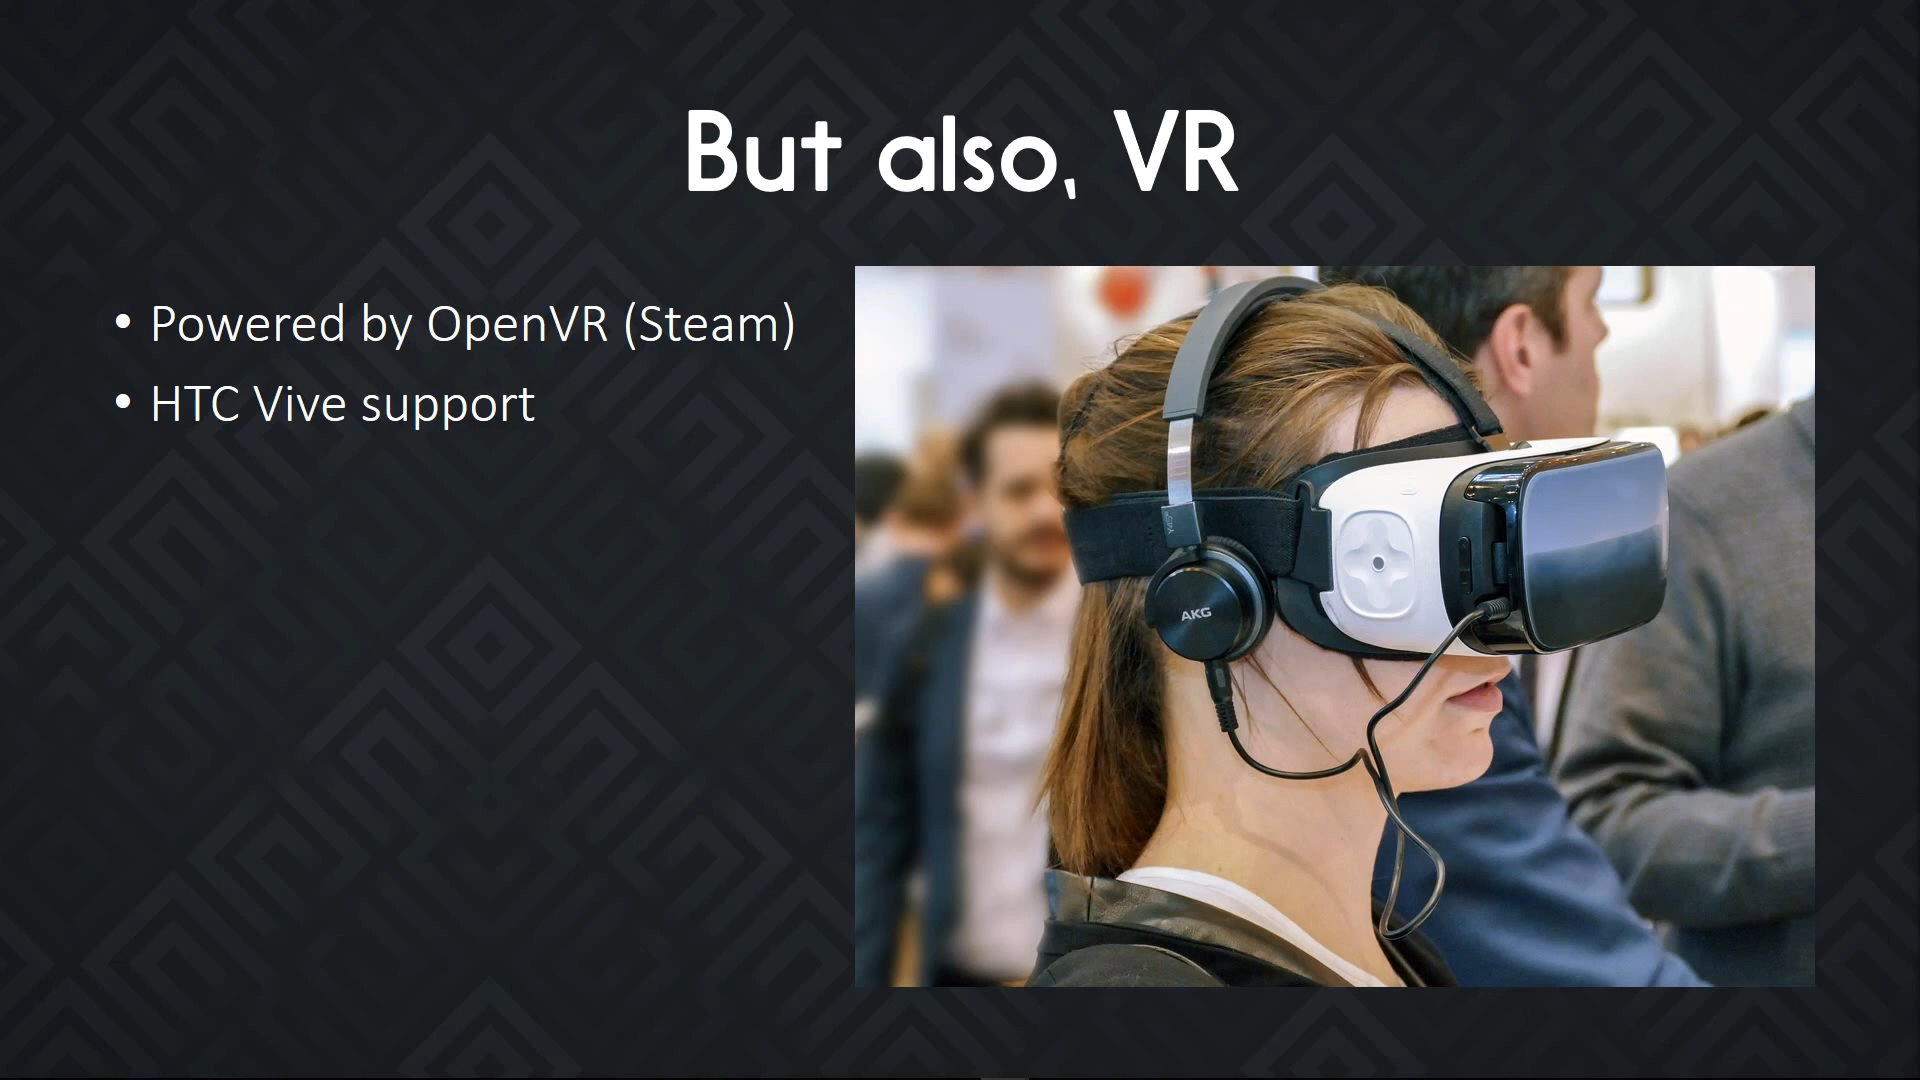 But also, VR
• Powered by OpenVR (Steam)
• HTC Vive support
AKG